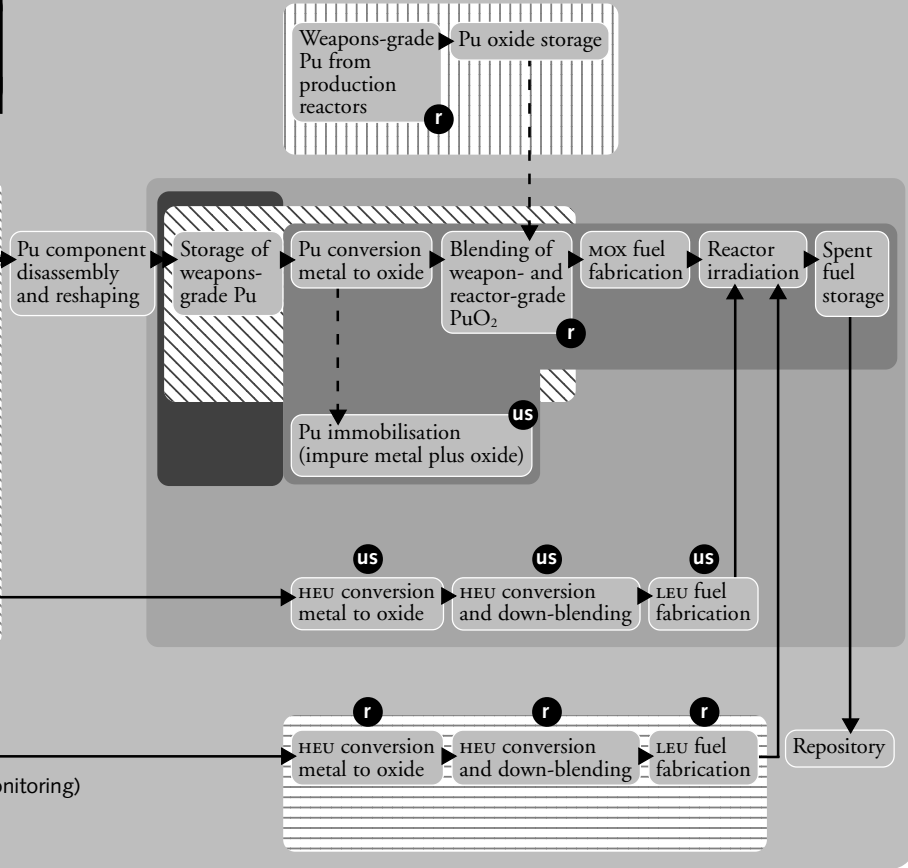 Weapons-grade
Pu from
production
reactors
r
Pu oxide storage
Pu component
disassembly
and reshaping
Storage of
weapons-
grade Pu
Pu conversion
metal to oxide
Blending of
weapon- and
reactor-grade
PuO₂
r
MOX fuel
fabrication
Reactor
irradiation
Spent
fuel
storage
us
Pu immobilisation
(impure metal plus oxide)
us
HEU conversion
metal to oxide
us
HEU conversion
and down-blending
us
LEU fuel
fabrication
r
HEU conversion
metal to oxide
r
HEU conversion
and down-blending
r
LEU fuel
fabrication
Repository
onitoring)